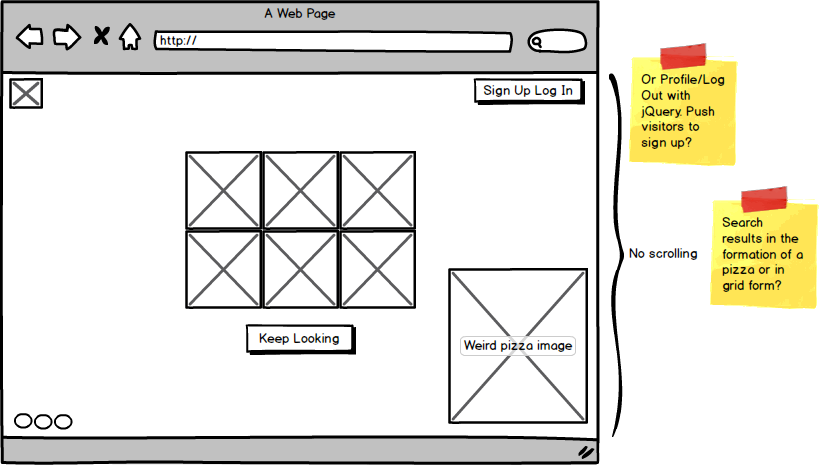 A Web Page
http://
Sign Up Log In
Or Profile/Log
Out with
jQuery. Push
visitors to
sign up?
Search
results in the
formation of a
pizza or in
grid form?
No scrolling
Keep Looking
Weird pizza image